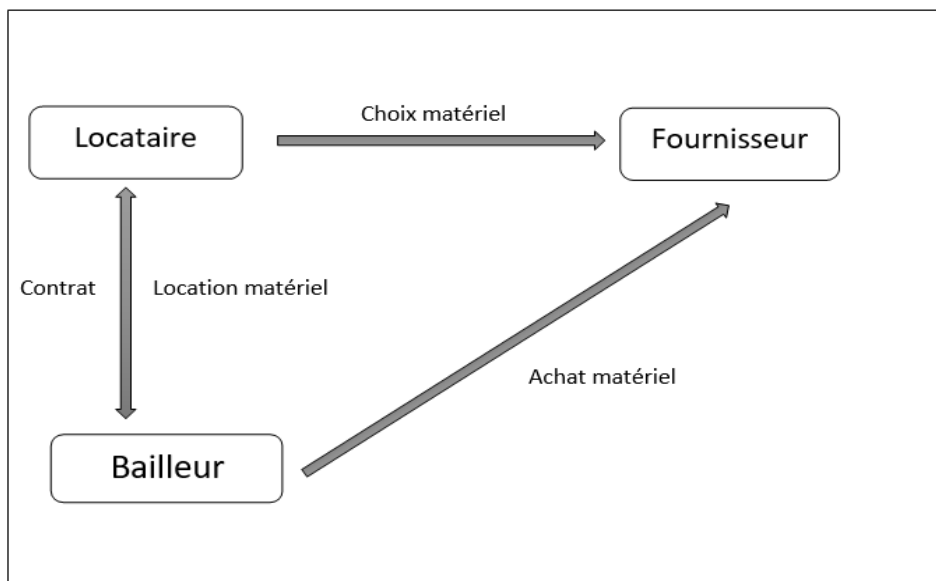 Choix matériel
Locataire
Fournisseur
Contrat
Location matériel
Achat matériel
Bailleur